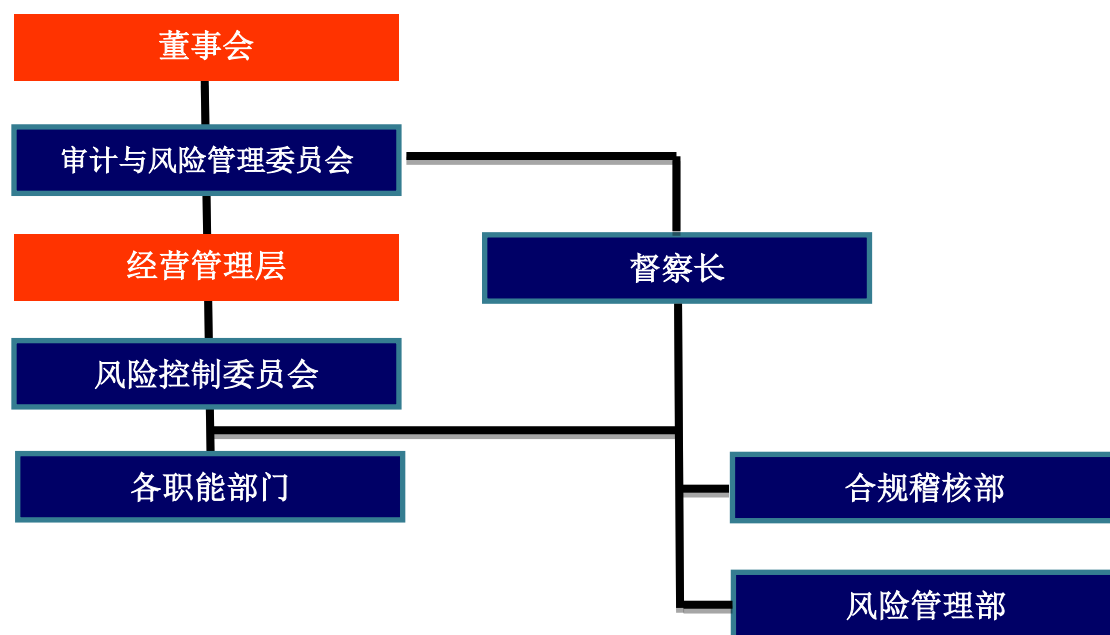 董事会
审计与风险管理委员会
经营管理层
督察长
风险控制委员会
各职能部门
合规稽核部
风险管理部